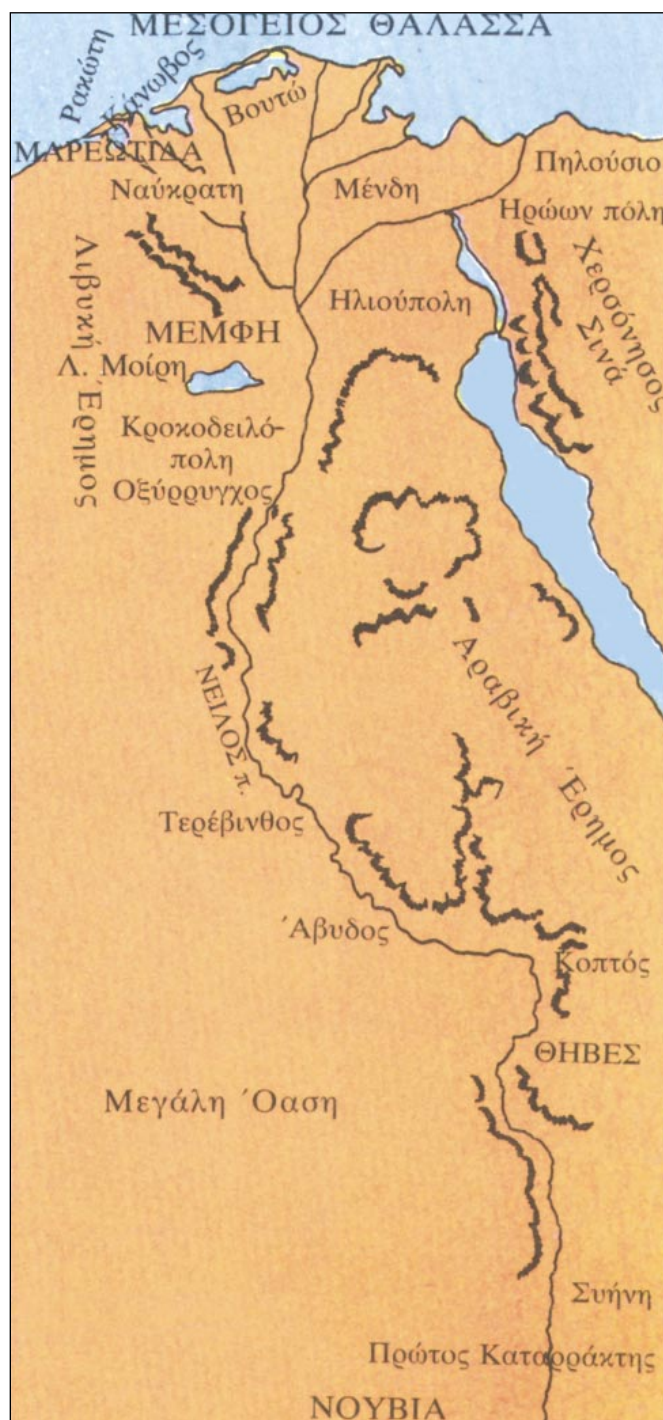 ΜΕΣΟΓΕΙΟΣ ΘΑΛΑΣΣΑ
Ρακώτη
Κάνωβος
Βουτώ
ΜΑΡΕΩΤΙΔΑ
Πηλούσιο
Ναύκρατη
Μένδη
Ηρώων πόλη
Χερσόνησος
Σινά
Λιβυκή Έρημος
Ηλιούπολη
ΜΕΜΦΗ
Λ. Μοίρη
Κροκοδειλό-
πολη
Οξύρρυγχος
Αραβική Έρημος
ΝΕΙΛΟΣ π.
Τερέβινθος
Άβυδος
Κοπτός
ΘΗΒΕΣ
Μεγάλη Όαση
Συήνη
Πρώτος Καταρράκτης
ΝΟΥΒΙΑ